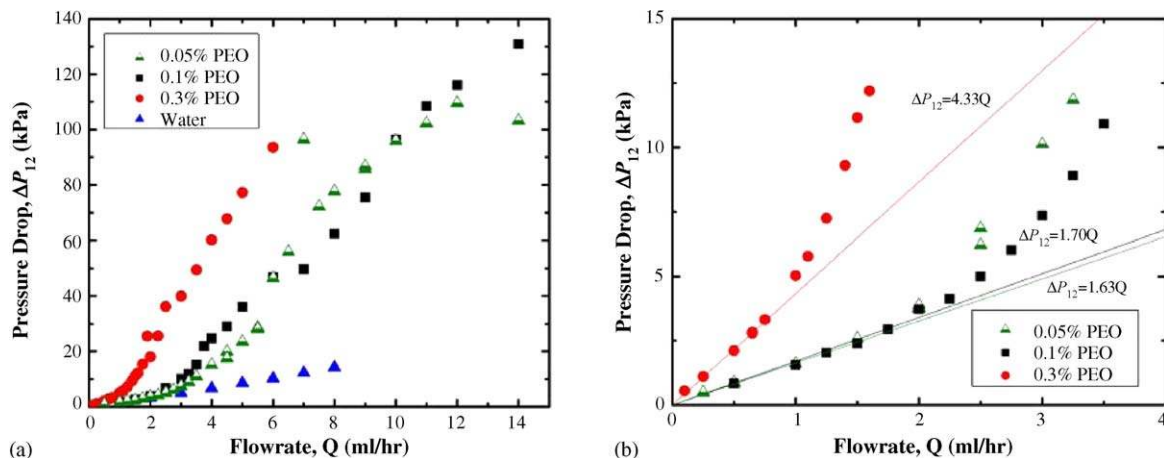 140
120
100
80
60
40
20
0
Pressure Drop, ΔP12 (kPa)
0.05% PEO
0.1% PEO
0.3% PEO
Water
0 2 4 6 8 10 12 14
(a)
Flowrate, Q (ml/hr)
15
10
5
0
Pressure Drop, ΔP12 (kPa)
ΔP12=4.33Q
ΔP12=1.70Q
ΔP12=1.63Q
0.05% PEO
0.1% PEO
0.3% PEO
0 1 2 3 4
(b)
Flowrate, Q (ml/hr)